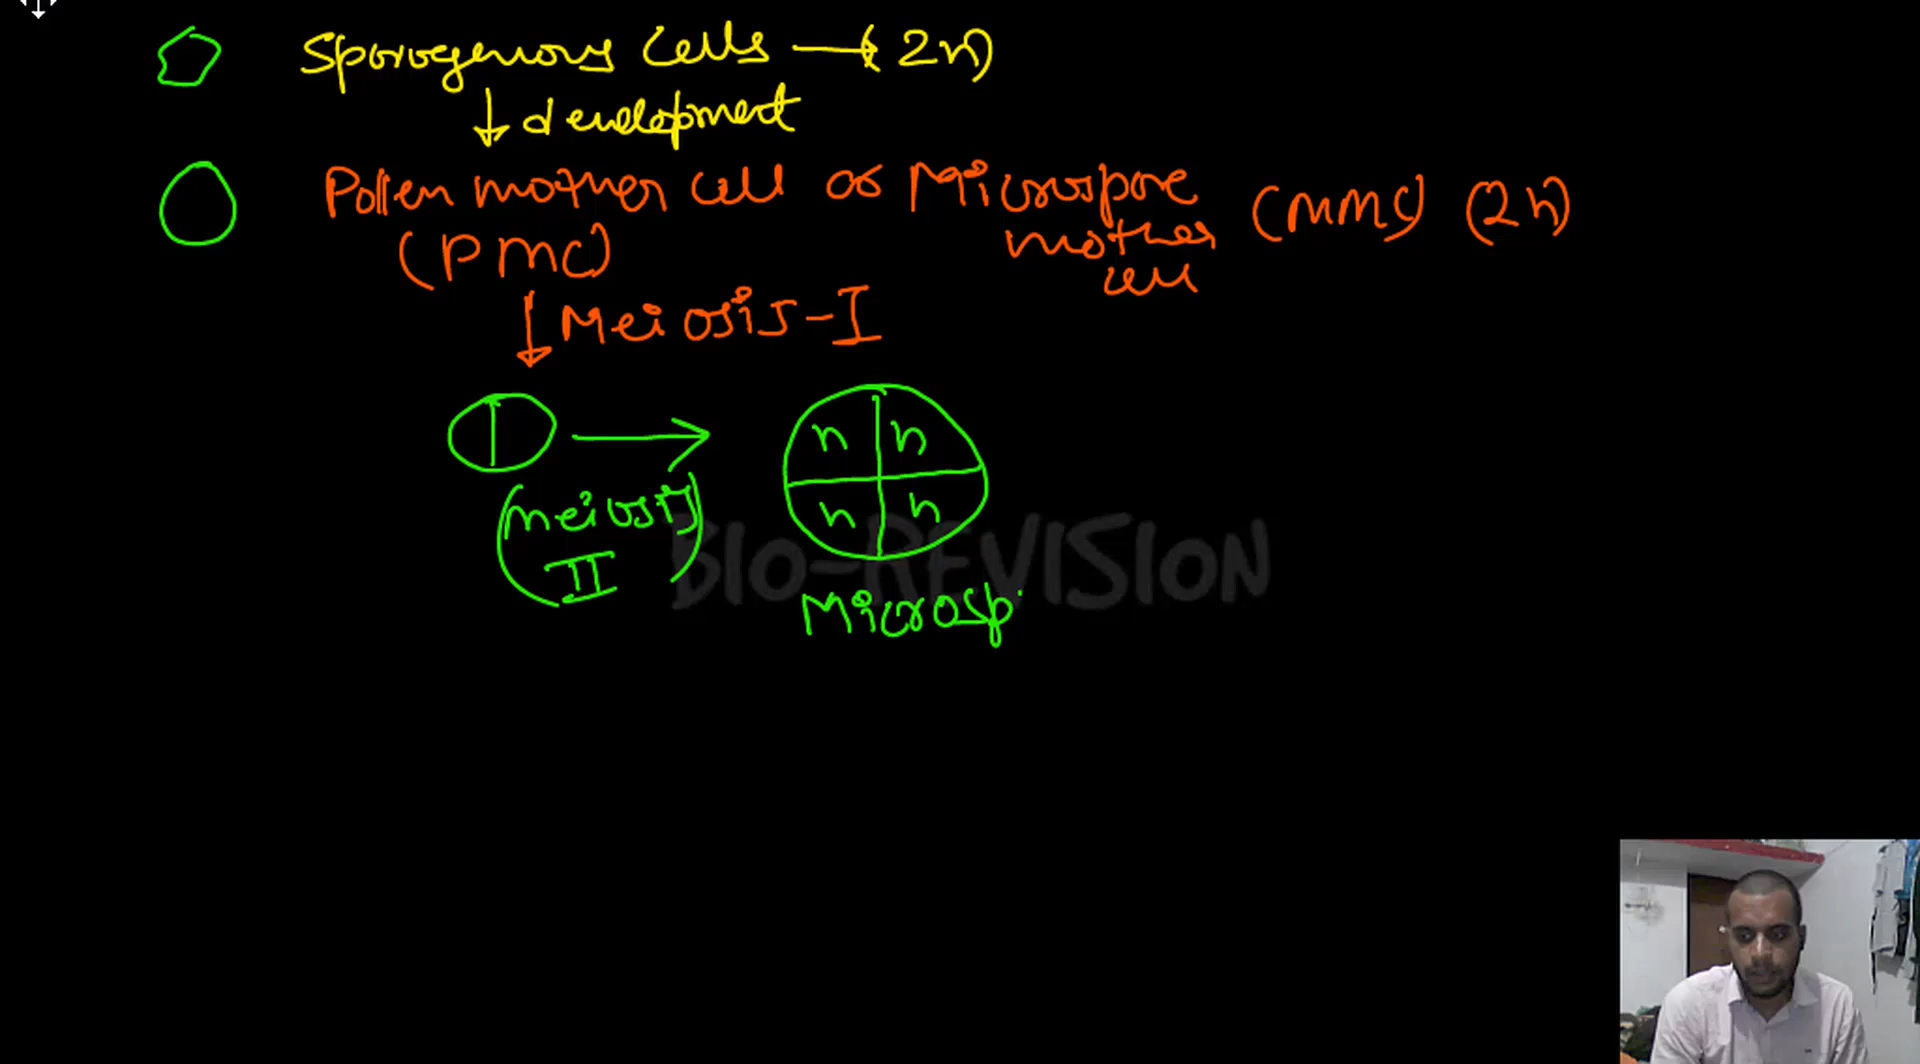 Sporogenous cells → (2n)
↓ development
Pollen mother cell or Microspore mother cell (MMC) (2n)
(PMC)
↓ Meiosis-I
n n
n n
(Meiosis II)
BIO-REVISION
Microsp